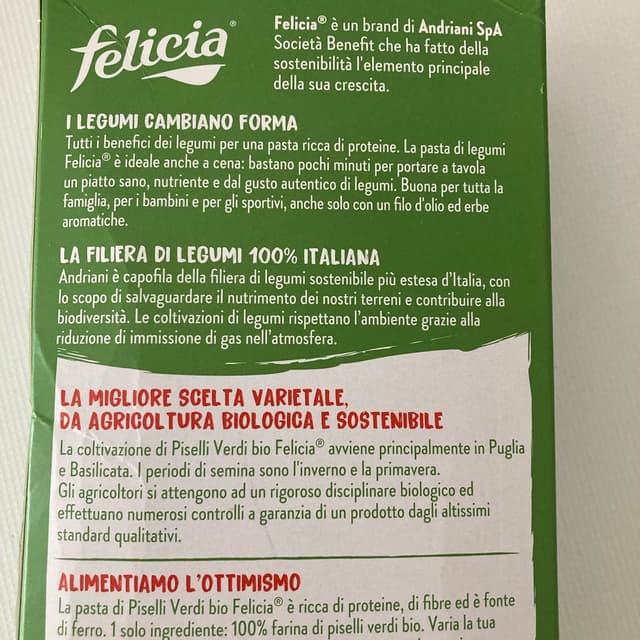 felicia®
Felicia® è un brand di Andriani SpA
Società Benefit che ha fatto della
sostenibilità l'elemento principale
della sua crescita.
I LEGUMI CAMBIANO FORMA
Tutti i benefici dei legumi per una pasta ricca di proteine. La pasta di legumi
Felicia® è ideale anche a cena: bastano pochi minuti per portare a tavola
un piatto sano, nutriente e dal gusto autentico di legumi. Buona per tutta la
famiglia, per i bambini e per gli sportivi, anche solo con un filo d'olio ed erbe
aromatiche.
LA FILIERA DI LEGUMI 100% ITALIANA
Andriani è capofila della filiera di legumi sostenibile più estesa d'Italia, con
lo scopo di salvaguardare il nutrimento dei nostri terreni e contribuire alla
biodiversità. Le coltivazioni di legumi rispettano l'ambiente grazie alla
riduzione di immissione di gas nell'atmosfera.
LA MIGLIORE SCELTA VARIETALE,
DA AGRICOLTURA BIOLOGICA E SOSTENIBILE
La coltivazione di Piselli Verdi bio Felicia® avviene principalmente in Puglia
e Basilicata. I periodi di semina sono l'inverno e la primavera.
Gli agricoltori si attengono ad un rigoroso disciplinare biologico ed
effettuano numerosi controlli a garanzia di un prodotto dagli altissimi
standard qualitativi.
ALIMENTIAMO L'OTTIMISMO
La pasta di Piselli Verdi bio Felicia® è ricca di proteine, di fibre ed è fonte
di ferro. 1 solo ingrediente: 100% farina di piselli verdi bio. Varia la tua